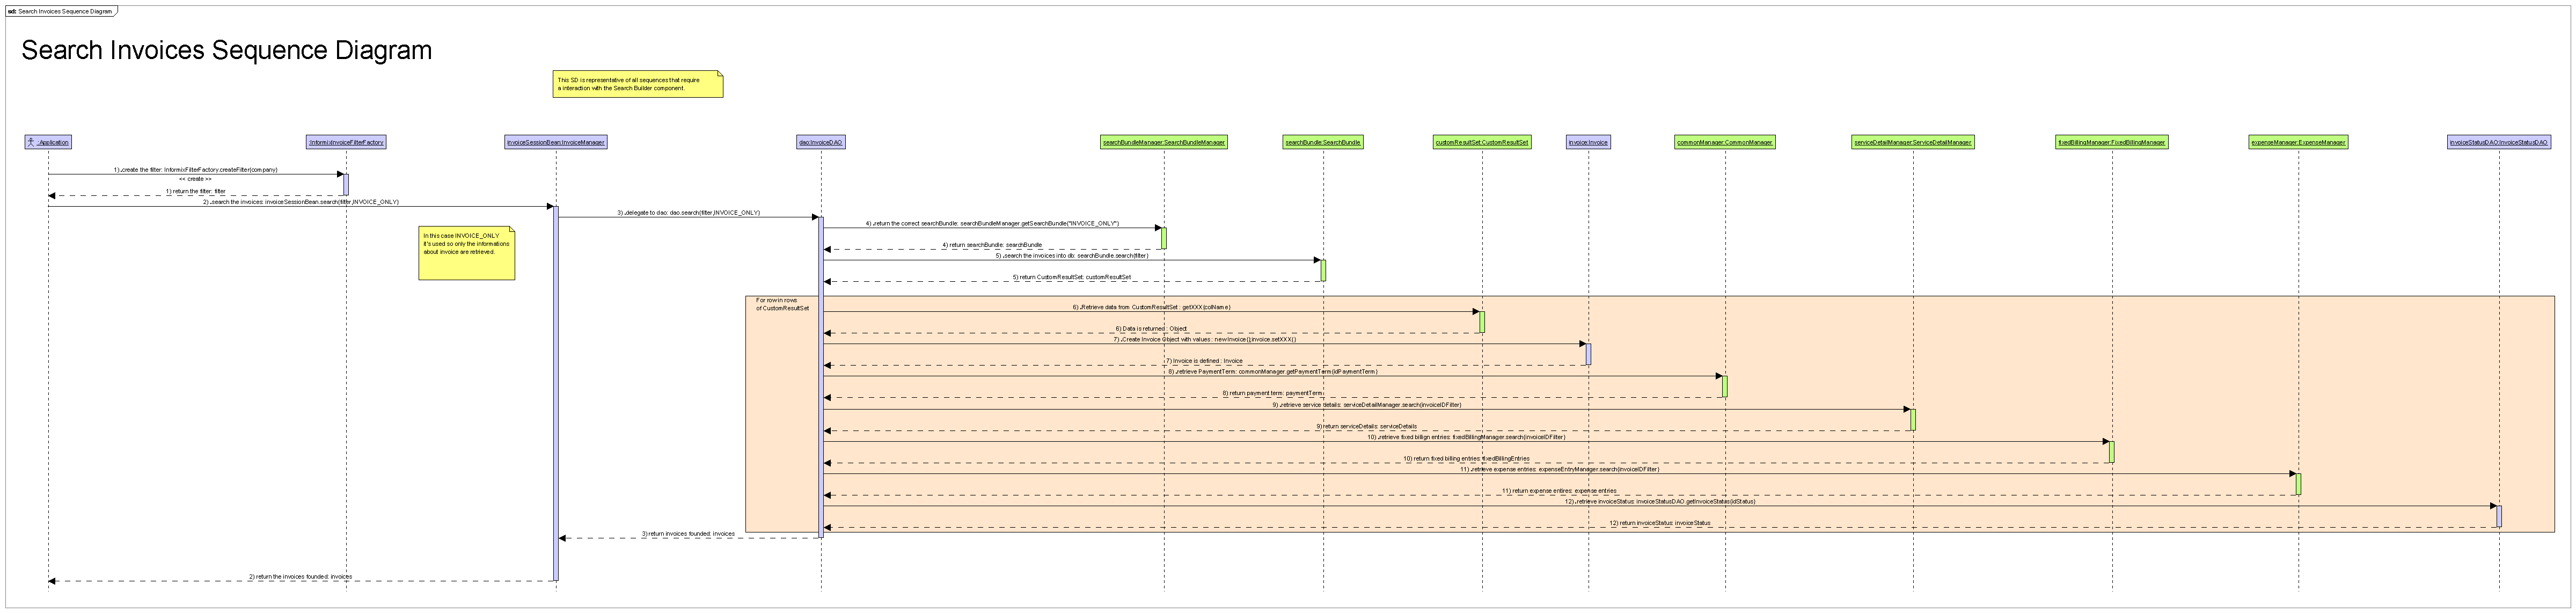 sd: Search Invoices Sequence Diagram
Search Invoices Sequence Diagram
This SD is representative of all sequences that require
a interaction with the Search Builder component.
:Application
:InformixInvoiceFilterFactory
invoiceSessionBean:InvoiceManager
dao:InvoiceDAO
searchBundleManager:SearchBundleManager
searchBundle:SearchBundle
customResultSet:CustomResultSet
invoice:Invoice
commonManager:CommonManager
serviceDetailManager:ServiceDetailManager
fixedBillingManager:FixedBillingManager
expenseManager:ExpenseManager
invoiceStatusDAO:InvoiceStatusDAO
1) .create the filter: InformixFilterFactory.createFilter(company)
<< create >>
1) return the filter: filter
2) .search the invoices: invoiceSessionBean.search(filter,INVOICE_ONLY)
3) .delegate to dao: dao.search(filter,INVOICE_ONLY)
4) .return the correct searchBundle: searchBundleManager.getSearchBundle("INVOICE_ONLY")
In this case INVOICE_ONLY
it's used so only the informations
about invoice are retrieved.
4) return searchBundle: searchBundle
5) .search the invoices into db: searchBundle.search(filter)
5) return CustomResultSet: customResultSet
For row in rows
of CustomResultSet
6) .Retrieve data from CustomResultSet : getXXX(colName)
6) Data is returned : Object
7) .Create Invoice Object with values : new Invoice();invoice.setXXX()
7) Invoice is defined : Invoice
8) .retrieve PaymentTerm: commonManager.getPaymentTerm(idPaymentTerm)
8) return payment term: paymentTerm
9) .retrieve service details: serviceDetailManager.search(invoiceIDFilter)
9) return serviceDetails: serviceDetails
10) .retrieve fixed billign entries: fixedBillingManager.search(invoiceIDFilter)
10) return fixed billing entries: fixedBillingEntries
11) .retrieve expense entries: expenseEntryManager.search(invoiceIDFilter)
11) return expense entires: expense entries
12) .retrieve invoiceStatus: invoiceStatusDAO.getInvoiceStatus(idStatus)
12) return invoiceStatus: invoiceStatus
3) return invoices founded: invoices
2) return the invoices founded: invoices